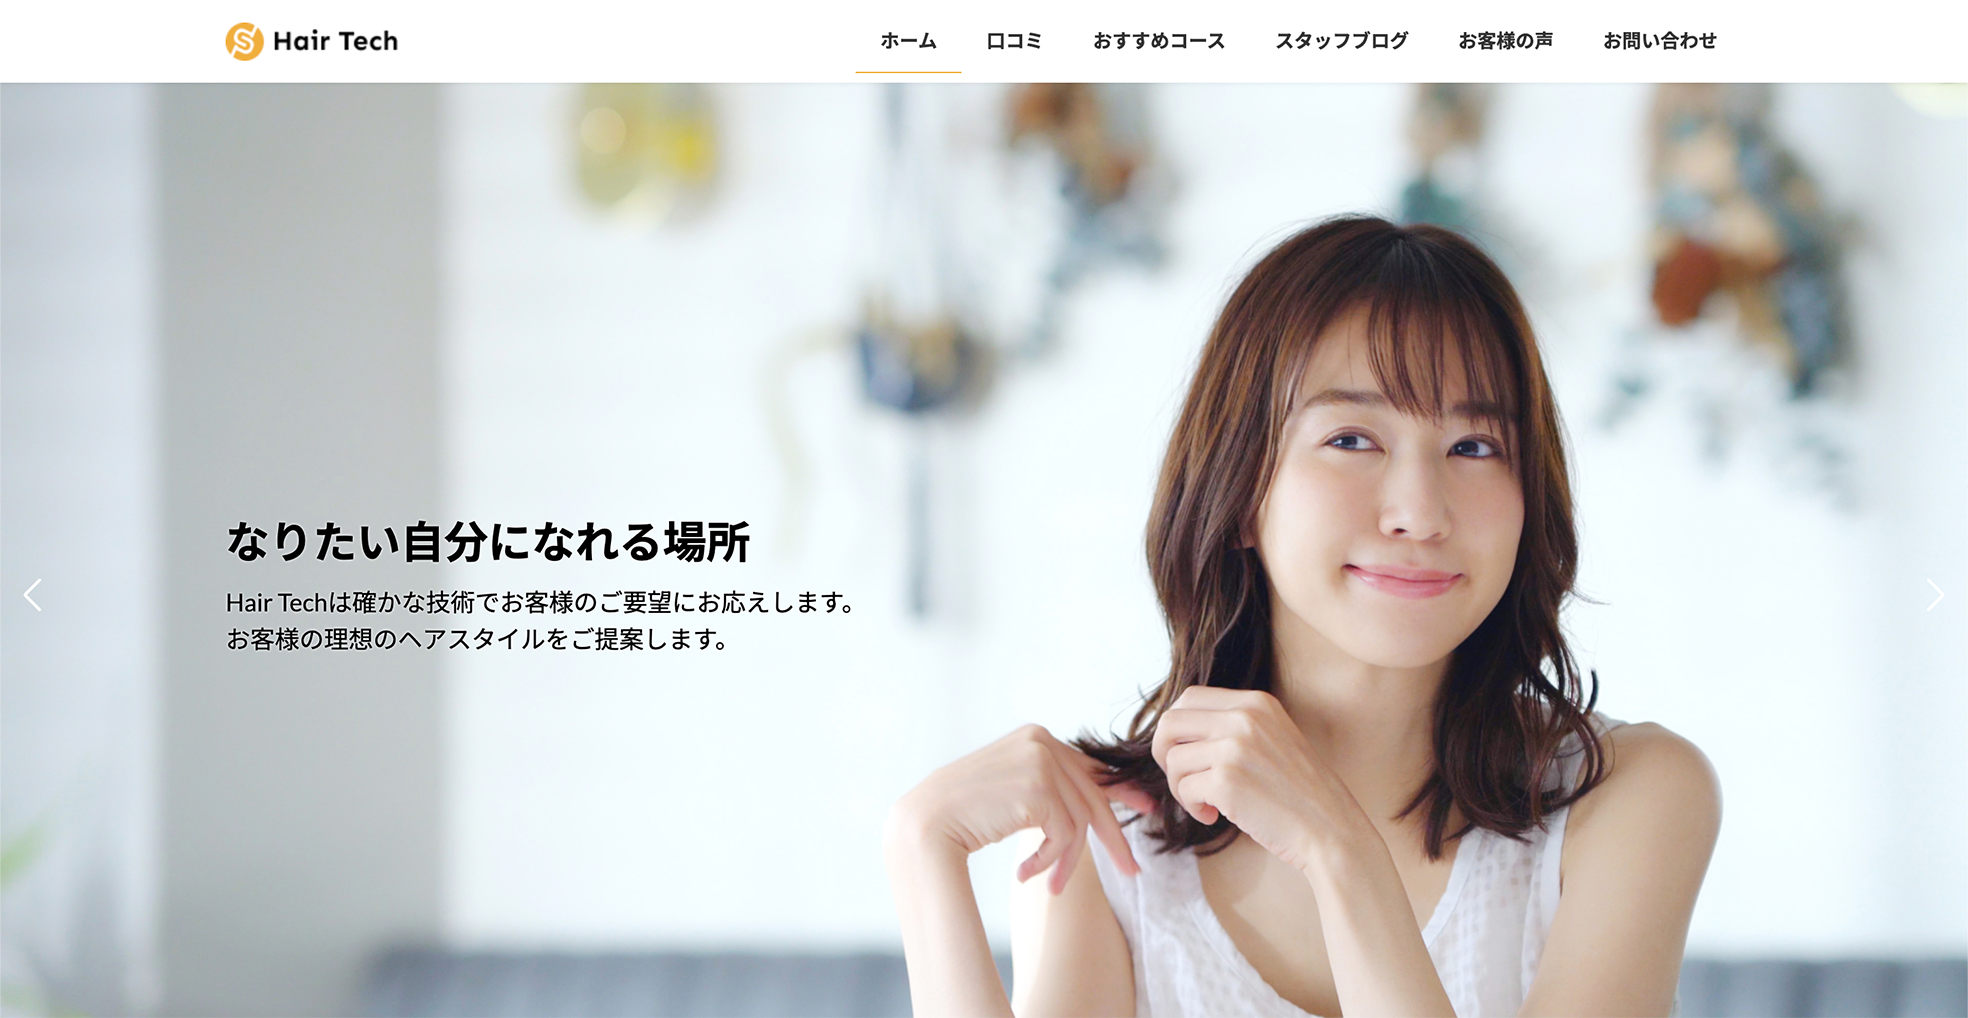 Hair Tech
ホーム
口コミ
おすすめコース
スタッフブログ
お客様の声
お問い合わせ
なりたい自分になれる場所
Hair Techは確かな技術でお客様のご要望にお応えします。
お客様の理想のヘアスタイルをご提案します。